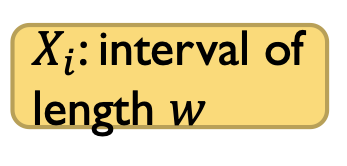 Xᵢ: interval of
length w